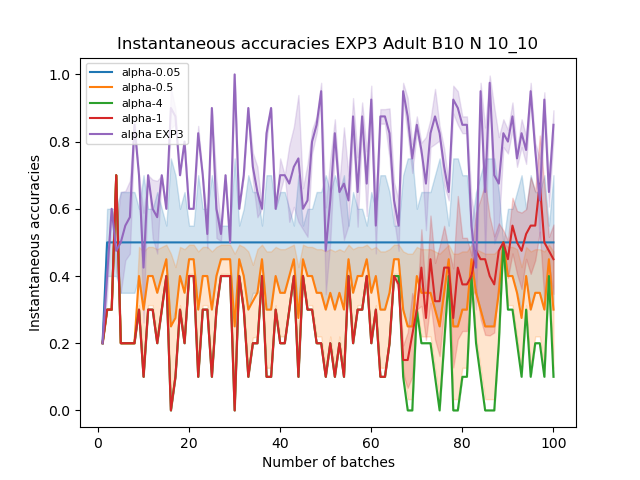 Instantaneous accuracies EXP3 Adult B10 N 10_10
alpha-0.05
alpha-0.5
alpha-4
alpha-1
alpha EXP3
1.0
0.8
0.6
0.4
0.2
0.0
Instantaneous accuracies
0
20
40
60
80
100
Number of batches